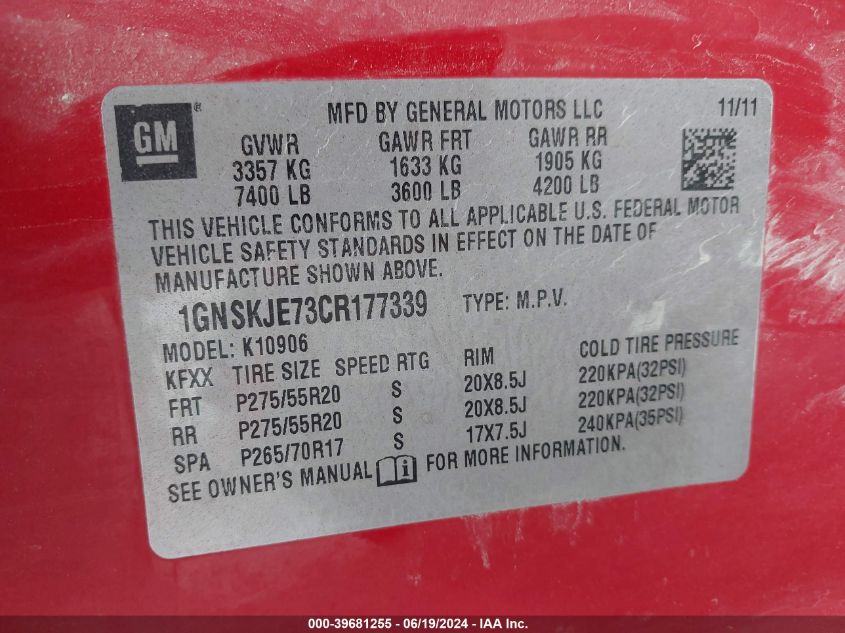 GM ® MFD BY GENERAL MOTORS LLC 11/11
GVWR GAWR FRT GAWR RR
3357 KG 1633 KG 1905 KG
7400 LB 3600 LB 4200 LB
THIS VEHICLE CONFORMS TO ALL APPLICABLE U.S. FEDERAL MOTOR
VEHICLE SAFETY STANDARDS IN EFFECT ON THE DATE OF
MANUFACTURE SHOWN ABOVE.
1GNSKJE73CR177339 TYPE: M.P.V.
MODEL: K10906
KFXX TIRE SIZE SPEED RTG RIM COLD TIRE PRESSURE
FRT P275/55R20 S 20X8.5J 220KPA(32PSI)
RR P275/55R20 S 20X8.5J 220KPA(32PSI)
SPA P265/70R17 S 17X7.5J 240KPA(35PSI)
SEE OWNER'S MANUAL i FOR MORE INFORMATION.
000-39681255 - 06/19/2024 - IAA Inc.